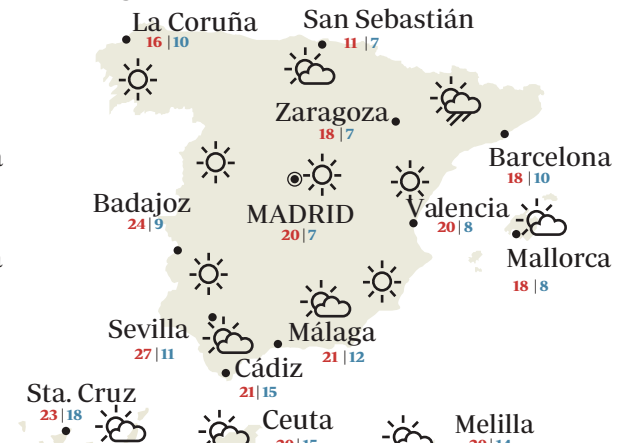 La Coruña
16 | 10
San Sebastián
11 | 7
Zaragoza
18 | 7
Barcelona
18 | 10
Badajoz
24 | 9
MADRID
20 | 7
Valencia
20 | 8
Mallorca
18 | 8
Sevilla
27 | 11
Málaga
21 | 12
Cádiz
21 | 15
Sta. Cruz
23 | 18
Ceuta
Melilla